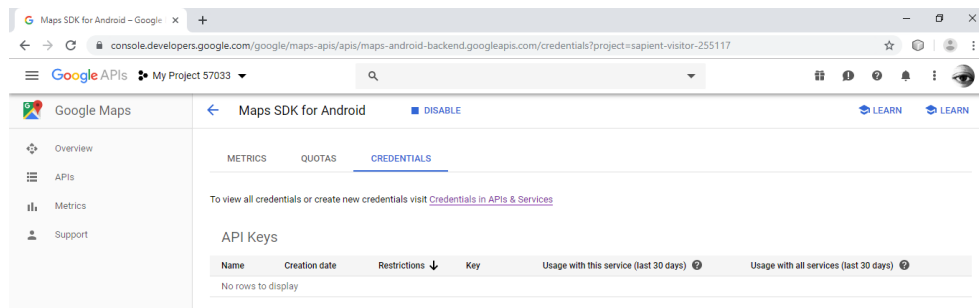 Maps SDK for Android – Google
console.developers.google.com/google/maps-apis/apis/maps-android-backend.googleapis.com/credentials?project=sapient-visitor-255117
Google APIs My Project 57033
Google Maps Maps SDK for Android DISABLE LEARN LEARN
Overview
APIs
Metrics
Support
METRICS QUOTAS CREDENTIALS
To view all credentials or create new credentials visit Credentials in APIs & Services
API Keys
Name Creation date Restrictions Key Usage with this service (last 30 days) Usage with all services (last 30 days)
No rows to display